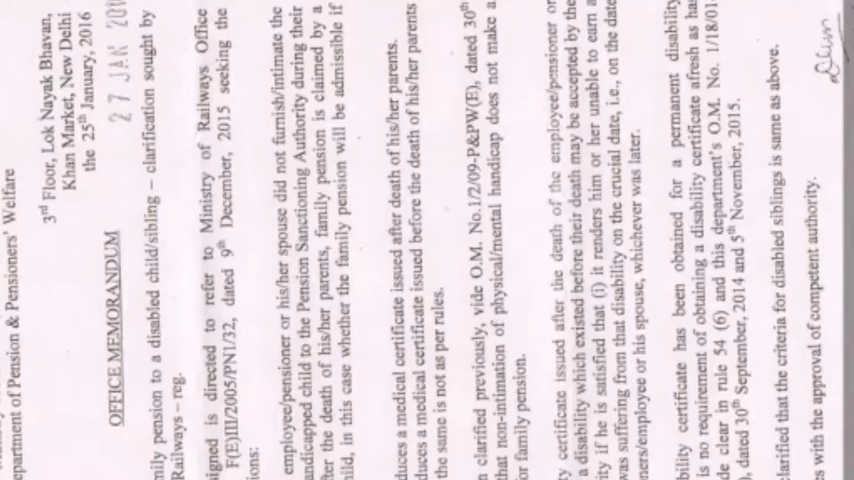 epartment of Pension & Pensioners' Welfare
3rd Floor, Lok Nayak Bhavan,
Khan Market, New Delhi
the 25th January, 2016
27 JAN
OFFICE MEMORANDUM
mily pension to a disabled child/sibling – clarification sought by
Railways – reg.
signed is directed to refer to Ministry of Railways Office
F(E)III/2005/PN1/32, dated 9th December, 2015 seeking the
ions:
employee/pensioner or his/her spouse did not furnish/intimate the
andicapped child to the Pension Sanctioning Authority during their
fter the death of his/her parents, family pension is claimed by a
hild, in this case whether the family pension will be admissible if
duces a medical certificate issued after death of his/her parents.
duces a medical certificate issued before the death of his/her parents
the same is not as per rules.
n clarified previously, vide O.M. No.1/2/09-P&PW(E), dated 30th
that non-intimation of physical/mental handicap does not make a
or family pension.
ty certificate issued after the death of the employee/pensioner or
a disability which existed before their death may be accepted by the
ity if he is satisfied that (i) it renders him or her unable to earn a
was suffering from that disability on the crucial date, i.e., on the date
ners/employee or his spouse, whichever was later.
bility certificate has been obtained for a permanent disability
is no requirement of obtaining a disability certificate afresh as has
de clear in rule 54 (6) and this department's O.M. No. 1/18/01-
), dated 30th September, 2014 and 5th November, 2015.
clarified that the criteria for disabled siblings is same as above.
es with the approval of competent authority.